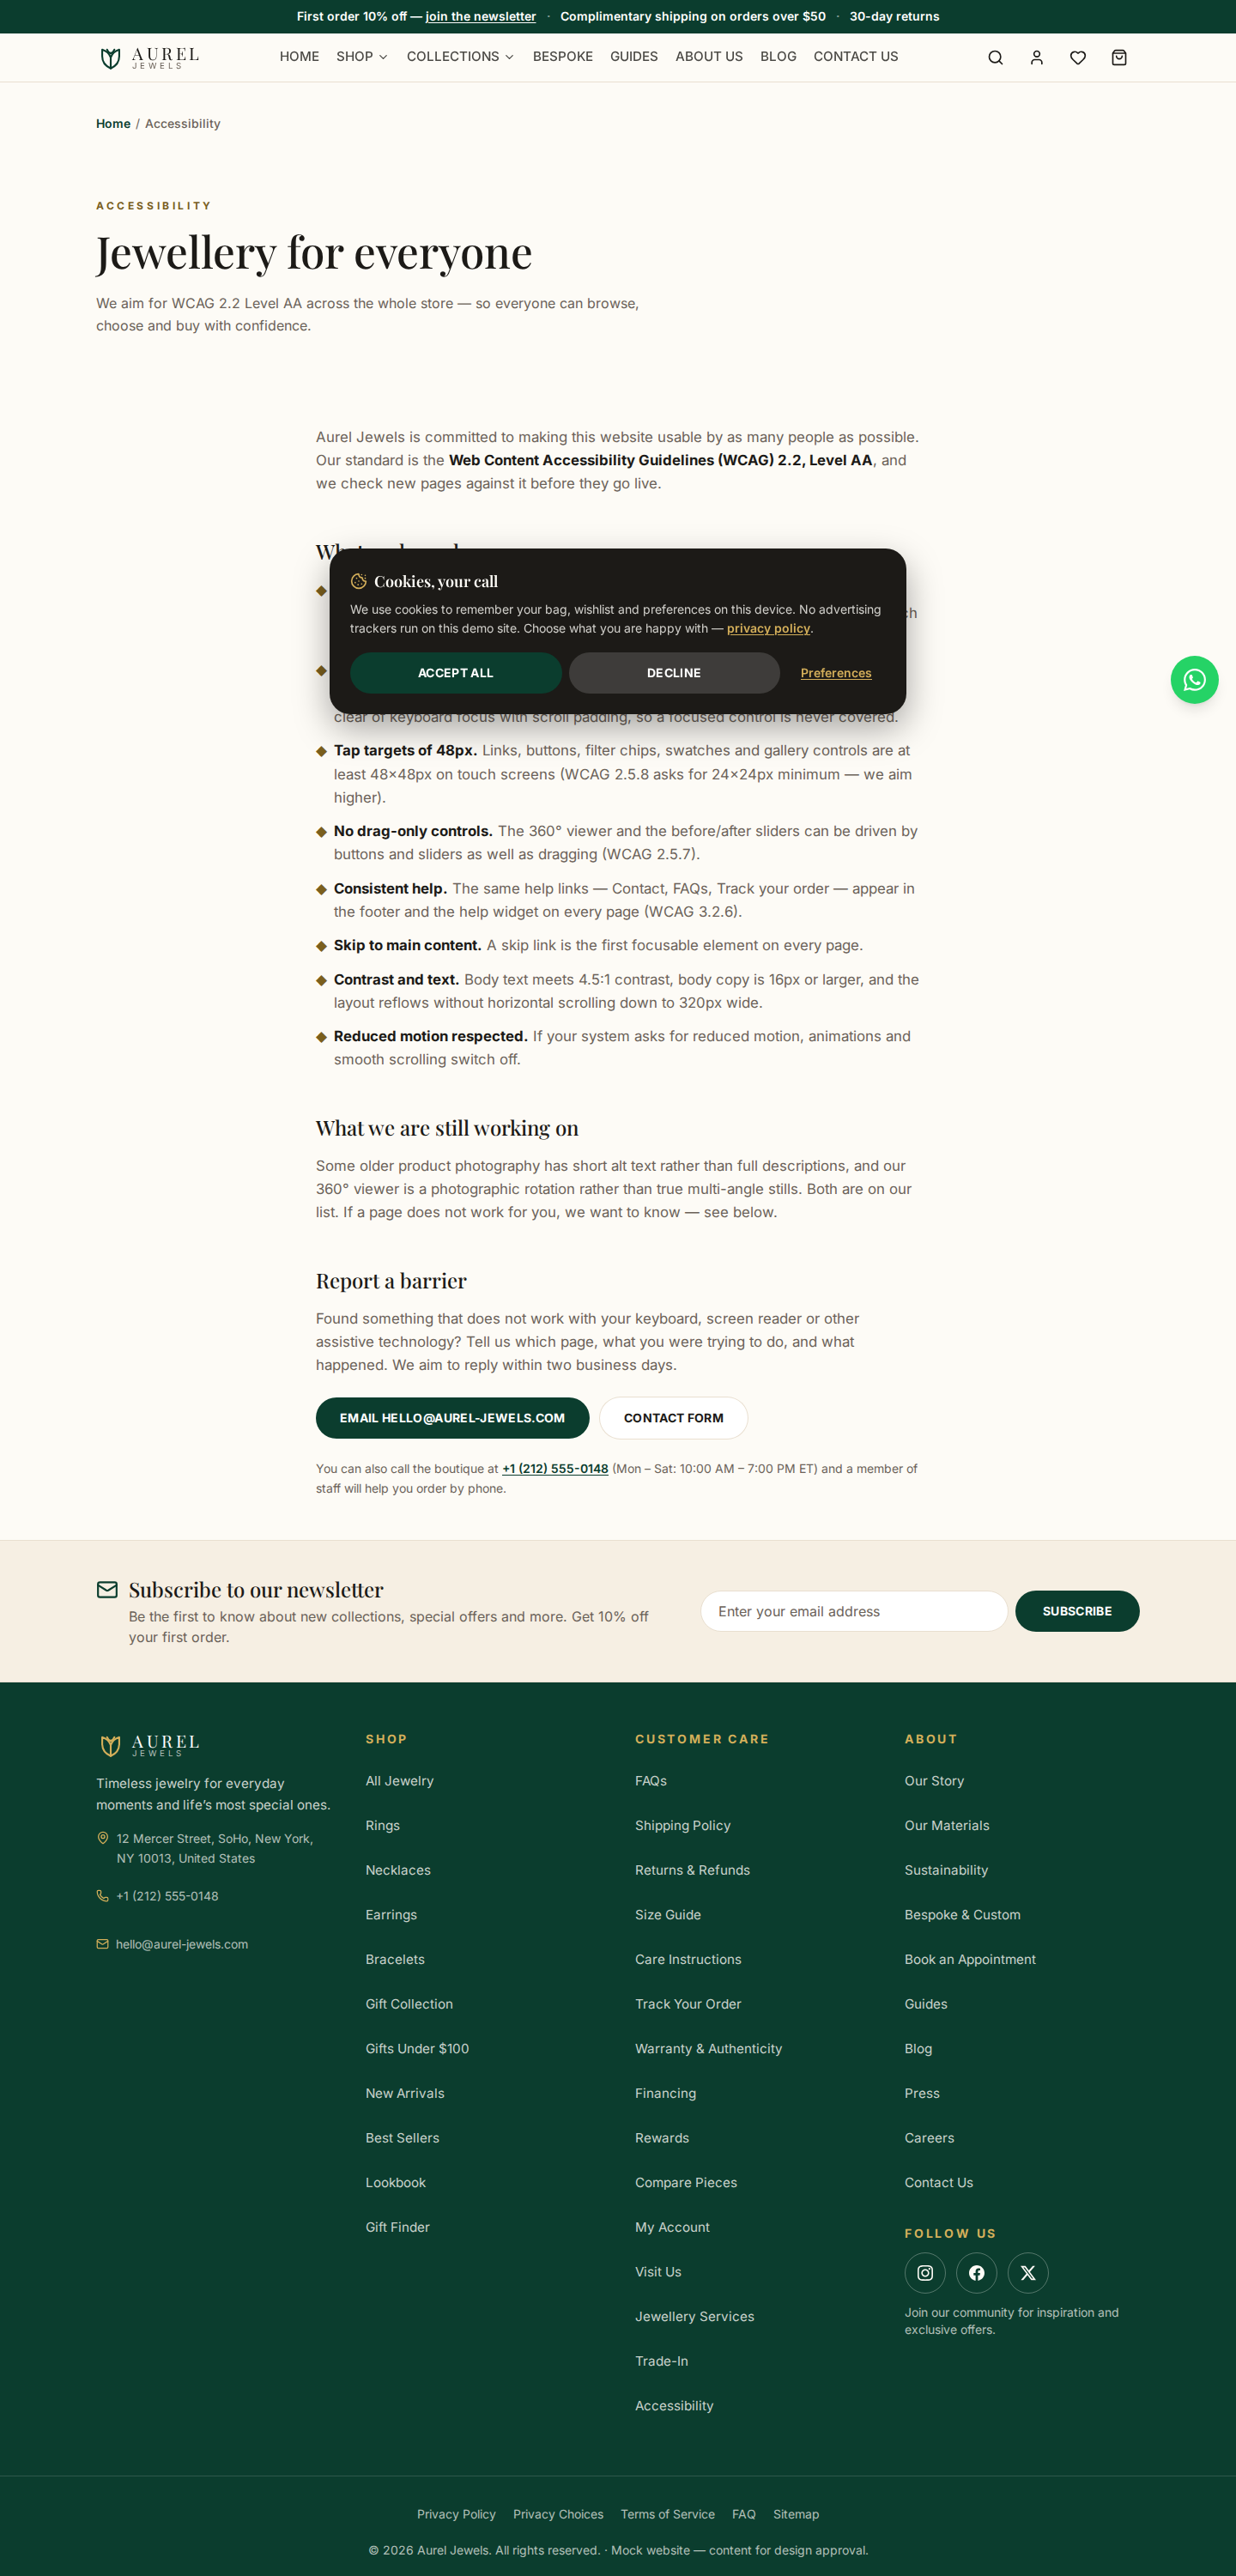 First order 10% off — join the newsletter · Complimentary shipping on orders over $50 · 30-day returns
AUREL
JEWELS
HOME SHOP COLLECTIONS BESPOKE GUIDES ABOUT US BLOG CONTACT US
Home / Accessibility
ACCESSIBILITY
Jewellery for everyone
We aim for WCAG 2.2 Level AA across the whole store — so everyone can browse,
choose and buy with confidence.
Aurel Jewels is committed to making this website usable by as many people as possible.
Our standard is the Web Content Accessibility Guidelines (WCAG) 2.2, Level AA, and
we check new pages against it before they go live.
Cookies, your call
We use cookies to remember your bag, wishlist and preferences on this device. No advertising
trackers run on this demo site. Choose what you are happy with — privacy policy.
ACCEPT ALL DECLINE Preferences
clear of keyboard focus with scroll padding, so a focused control is never covered.
◆ Tap targets of 48px. Links, buttons, filter chips, swatches and gallery controls are at
least 48×48px on touch screens (WCAG 2.5.8 asks for 24×24px minimum — we aim
higher).
◆ No drag-only controls. The 360° viewer and the before/after sliders can be driven by
buttons and sliders as well as dragging (WCAG 2.5.7).
◆ Consistent help. The same help links — Contact, FAQs, Track your order — appear in
the footer and the help widget on every page (WCAG 3.2.6).
◆ Skip to main content. A skip link is the first focusable element on every page.
◆ Contrast and text. Body text meets 4.5:1 contrast, body copy is 16px or larger, and the
layout reflows without horizontal scrolling down to 320px wide.
◆ Reduced motion respected. If your system asks for reduced motion, animations and
smooth scrolling switch off.
What we are still working on
Some older product photography has short alt text rather than full descriptions, and our
360° viewer is a photographic rotation rather than true multi-angle stills. Both are on our
list. If a page does not work for you, we want to know — see below.
Report a barrier
Found something that does not work with your keyboard, screen reader or other
assistive technology? Tell us which page, what you were trying to do, and what
happened. We aim to reply within two business days.
EMAIL HELLO@AUREL-JEWELS.COM CONTACT FORM
You can also call the boutique at +1 (212) 555-0148 (Mon – Sat: 10:00 AM – 7:00 PM ET) and a member of
staff will help you order by phone.
Subscribe to our newsletter
Be the first to know about new collections, special offers and more. Get 10% off
your first order.
Enter your email address SUBSCRIBE
AUREL
JEWELS
Timeless jewelry for everyday
moments and life's most special ones.
12 Mercer Street, SoHo, New York,
NY 10013, United States
+1 (212) 555-0148
hello@aurel-jewels.com
SHOP
All Jewelry
Rings
Necklaces
Earrings
Bracelets
Gift Collection
Gifts Under $100
New Arrivals
Best Sellers
Lookbook
Gift Finder
CUSTOMER CARE
FAQs
Shipping Policy
Returns & Refunds
Size Guide
Care Instructions
Track Your Order
Warranty & Authenticity
Financing
Rewards
Compare Pieces
My Account
Visit Us
Jewellery Services
Trade-In
Accessibility
ABOUT
Our Story
Our Materials
Sustainability
Bespoke & Custom
Book an Appointment
Guides
Blog
Press
Careers
Contact Us
FOLLOW US
Join our community for inspiration and
exclusive offers.
Privacy Policy Privacy Choices Terms of Service FAQ Sitemap
© 2026 Aurel Jewels. All rights reserved. · Mock website — content for design approval.